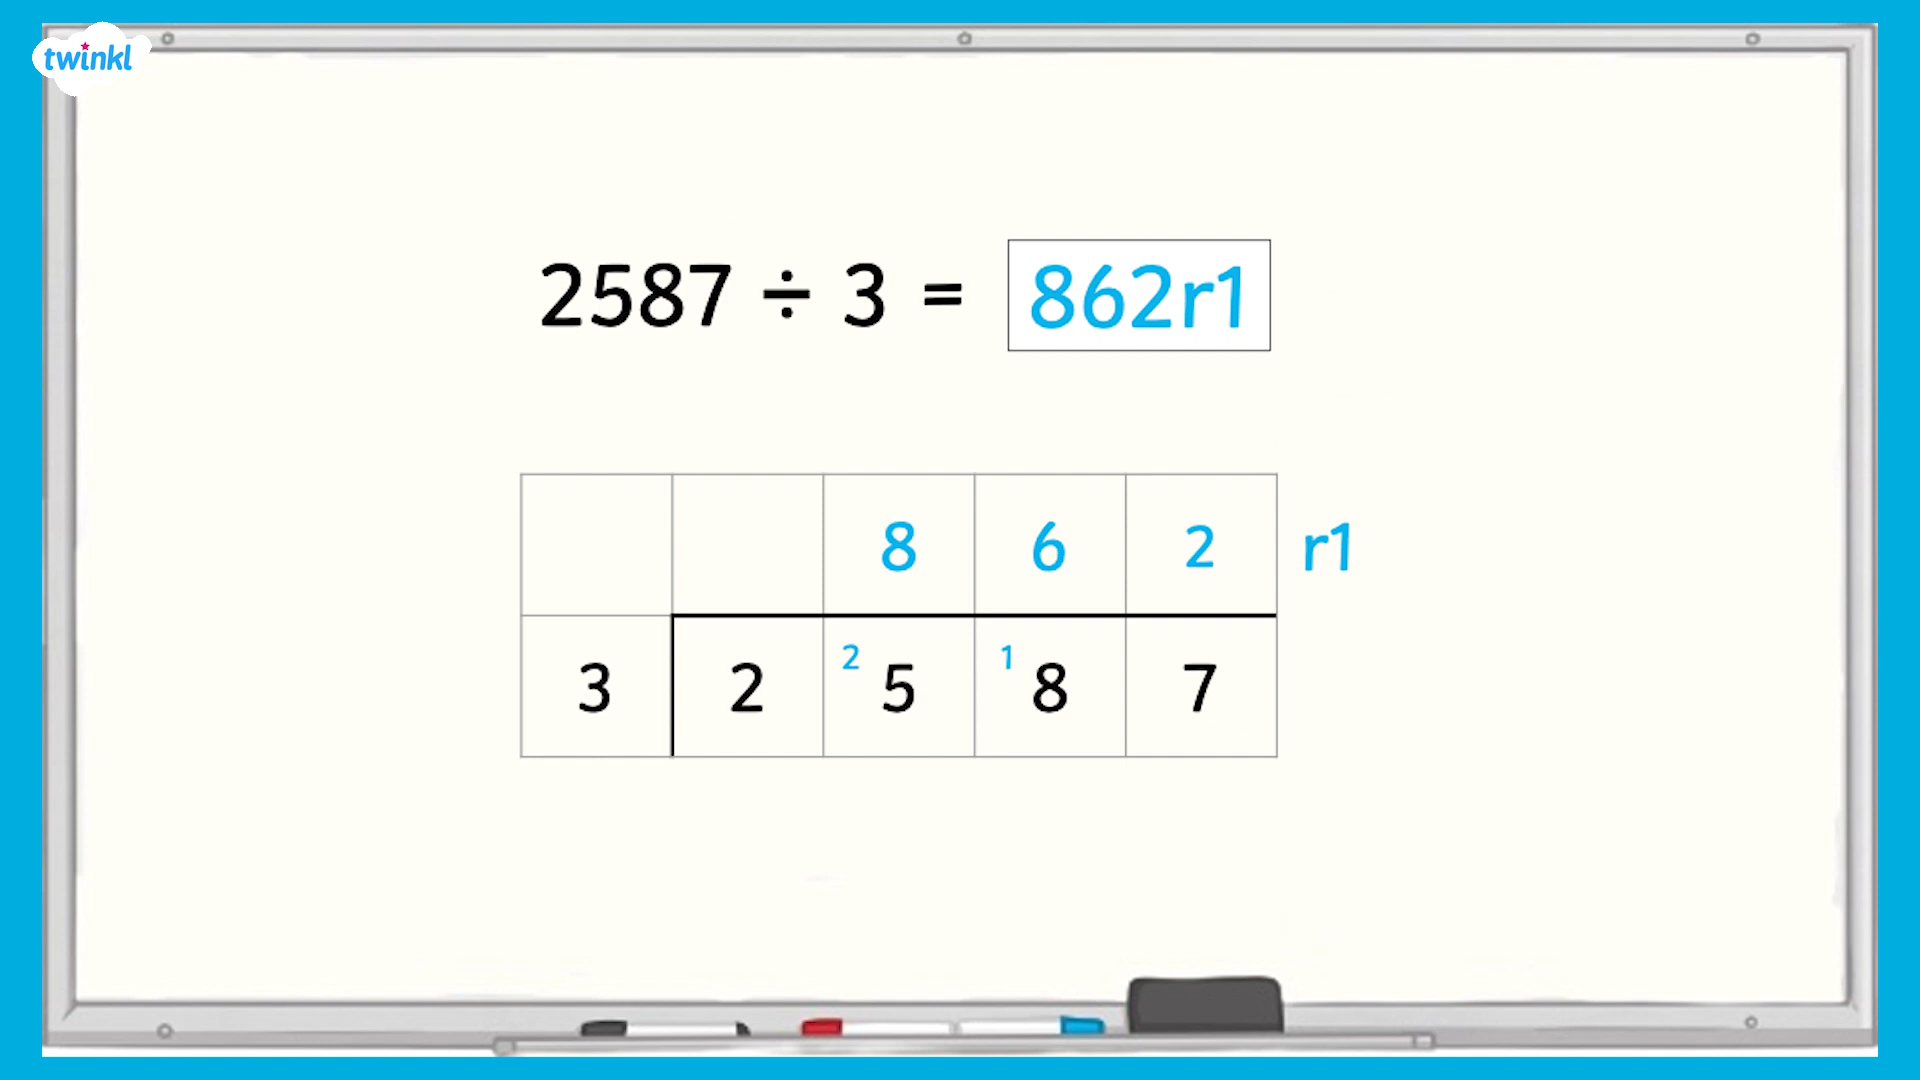 twinkl
2587 ÷ 3 = 862r1
8 6 2 r1
3 2 2 5 1 8 7